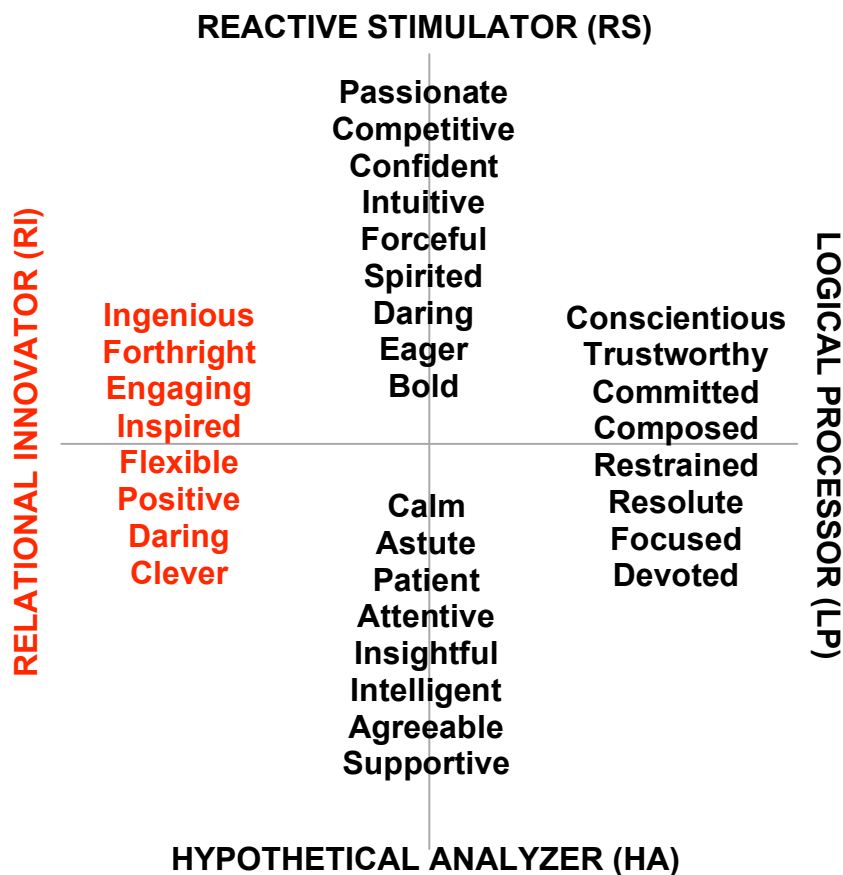 REACTIVE STIMULATOR (RS)
Passionate
Competitive
Confident
Intuitive
Forceful
Spirited
Daring
Eager
Bold
RELATIONAL INNOVATOR (RI)
Ingenious
Forthright
Engaging
Inspired
Flexible
Positive
Daring
Clever
Conscientious
Trustworthy
Committed
Composed
Restrained
Resolute
Focused
Devoted
LOGICAL PROCESSOR (LP)
Calm
Astute
Patient
Attentive
Insightful
Intelligent
Agreeable
Supportive
HYPOTHETICAL ANALYZER (HA)